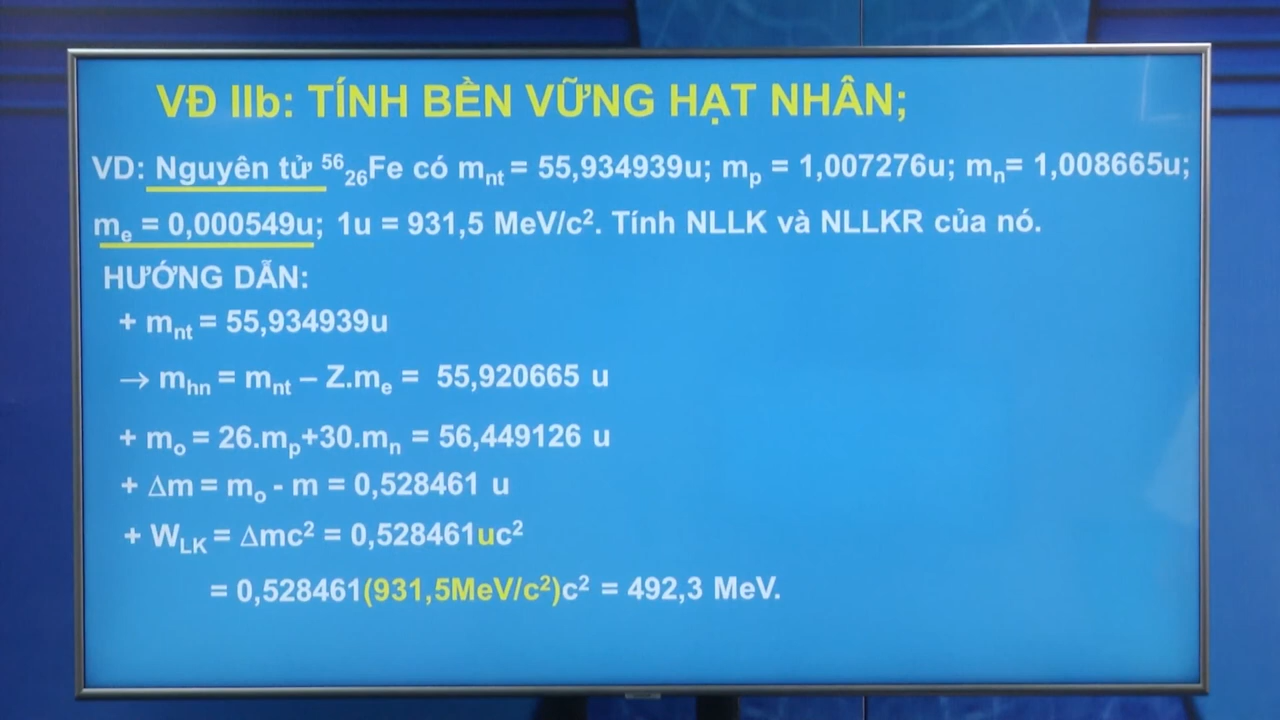 VĐ IIb: TÍNH BỀN VỮNG HẠT NHÂN;
VD: Nguyên tử ⁵⁶₂₆Fe có mₙₜ = 55,934939u; mₚ = 1,007276u; mₙ= 1,008665u;
mₑ = 0,000549u; 1u = 931,5 MeV/c². Tính NLLK và NLLKR của nó.
HƯỚNG DẪN:
+ mₙₜ = 55,934939u
→ mₕₙ = mₙₜ – Z.mₑ = 55,920665 u
+ mₒ = 26.mₚ+30.mₙ = 56,449126 u
+ Δm = mₒ - m = 0,528461 u
+ W_LK = Δmc² = 0,528461uc²
= 0,528461(931,5MeV/c²)c² = 492,3 MeV.